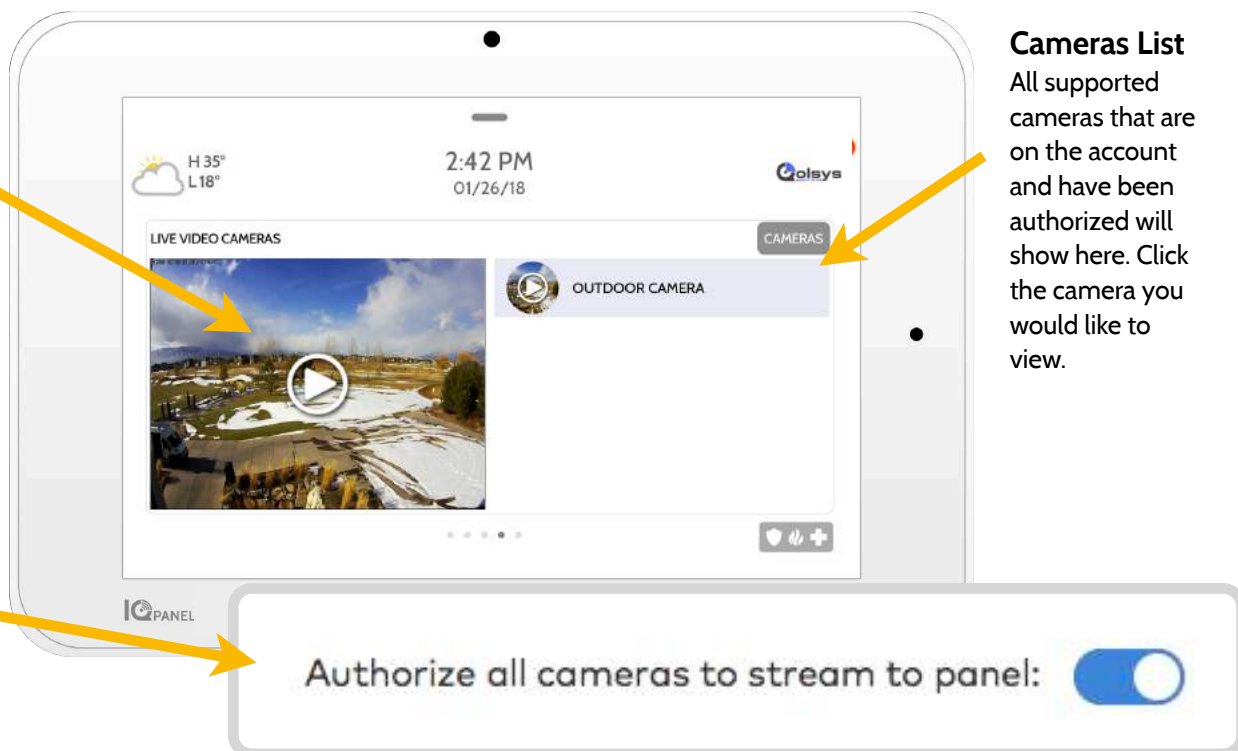 Cameras List
All supported
cameras that are
on the account
and have been
authorized will
show here. Click
the camera you
would like to
view.
H 35°
L 18°
2:42 PM
01/26/18
Qolsys
LIVE VIDEO CAMERAS
CAMERAS
OUTDOOR CAMERA
IQ PANEL
Authorize all cameras to stream to panel: